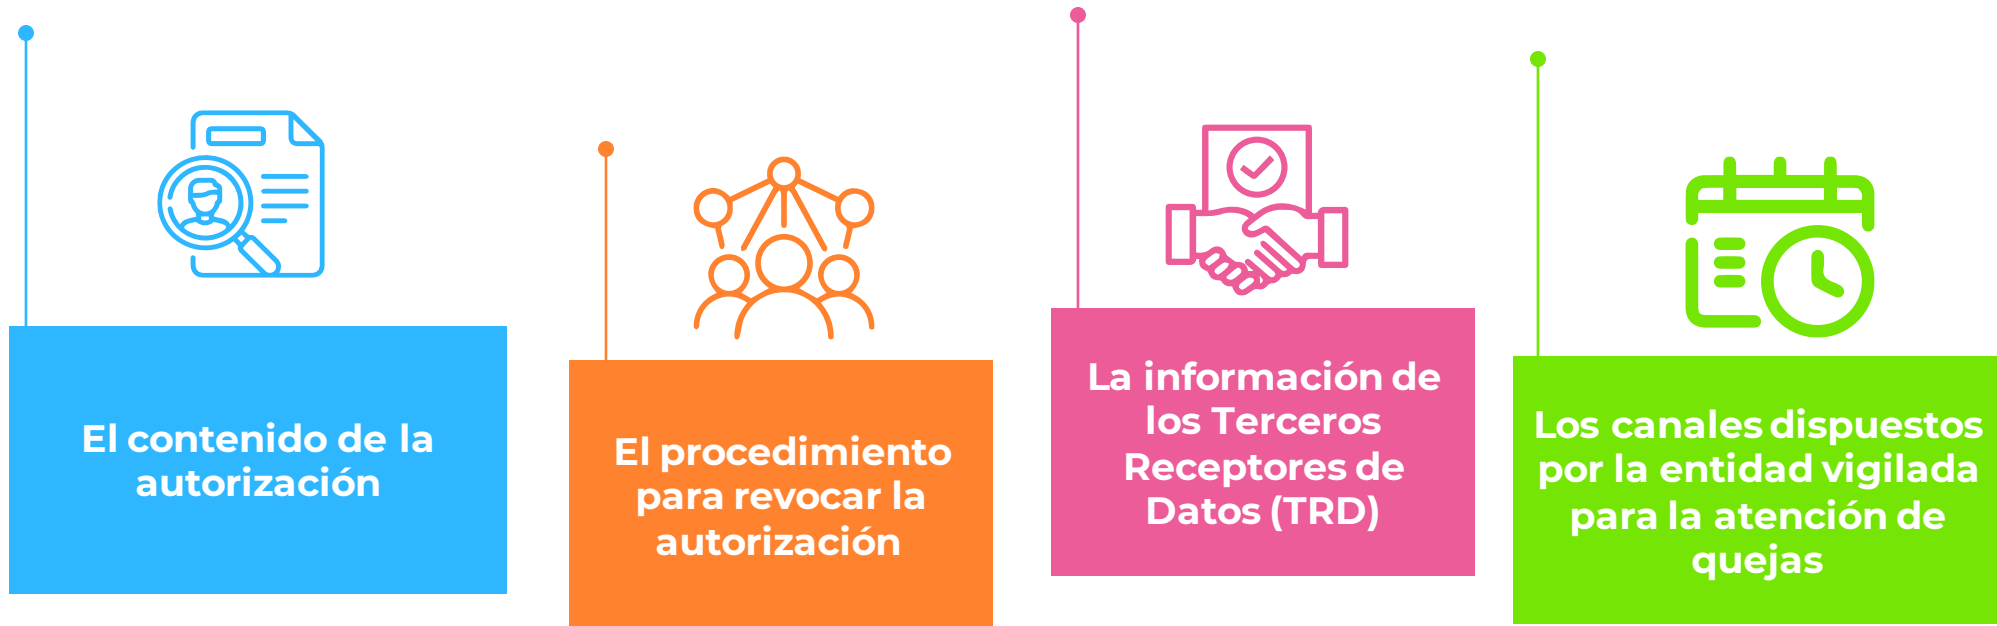 El contenido de la
autorización
El procedimiento
para revocar la
autorización
La información de
los Terceros
Receptores de
Datos (TRD)
Los canales dispuestos
por la entidad vigilada
para la atención de
quejas